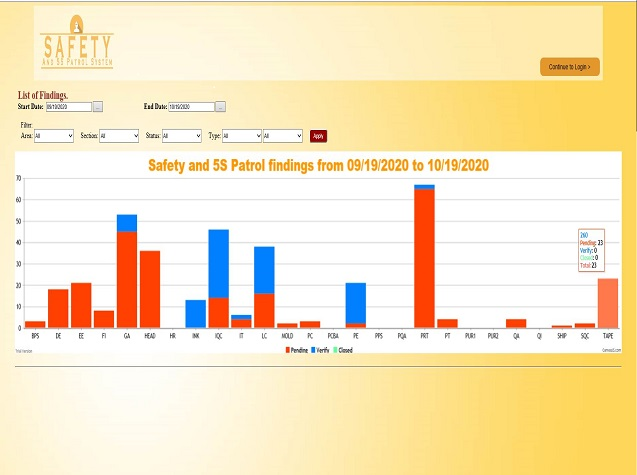 SAFETY
AND 5S PATROL SYSTEM
Continue to Login >
List of Findings.
Start Date: 09/19/2020 ... End Date: 10/19/2020 ...
Filter:
Area: All Section: All Status: All Type: All All Apply
Safety and 5S Patrol findings from 09/19/2020 to 10/19/2020
70
60
50
40
30
20
10
0
260
Pending: 23
Verify: 0
Closed: 0
Total: 23
BPS DE EE FI GA HEAD HR INK IQC IT LC MOLD PC PCBA PE PPS PQA PRT PT PUR1 PUR2 QA QI SHIP SQC TAPE
Pending Verify Closed
Trial Version
CanvasJS.com